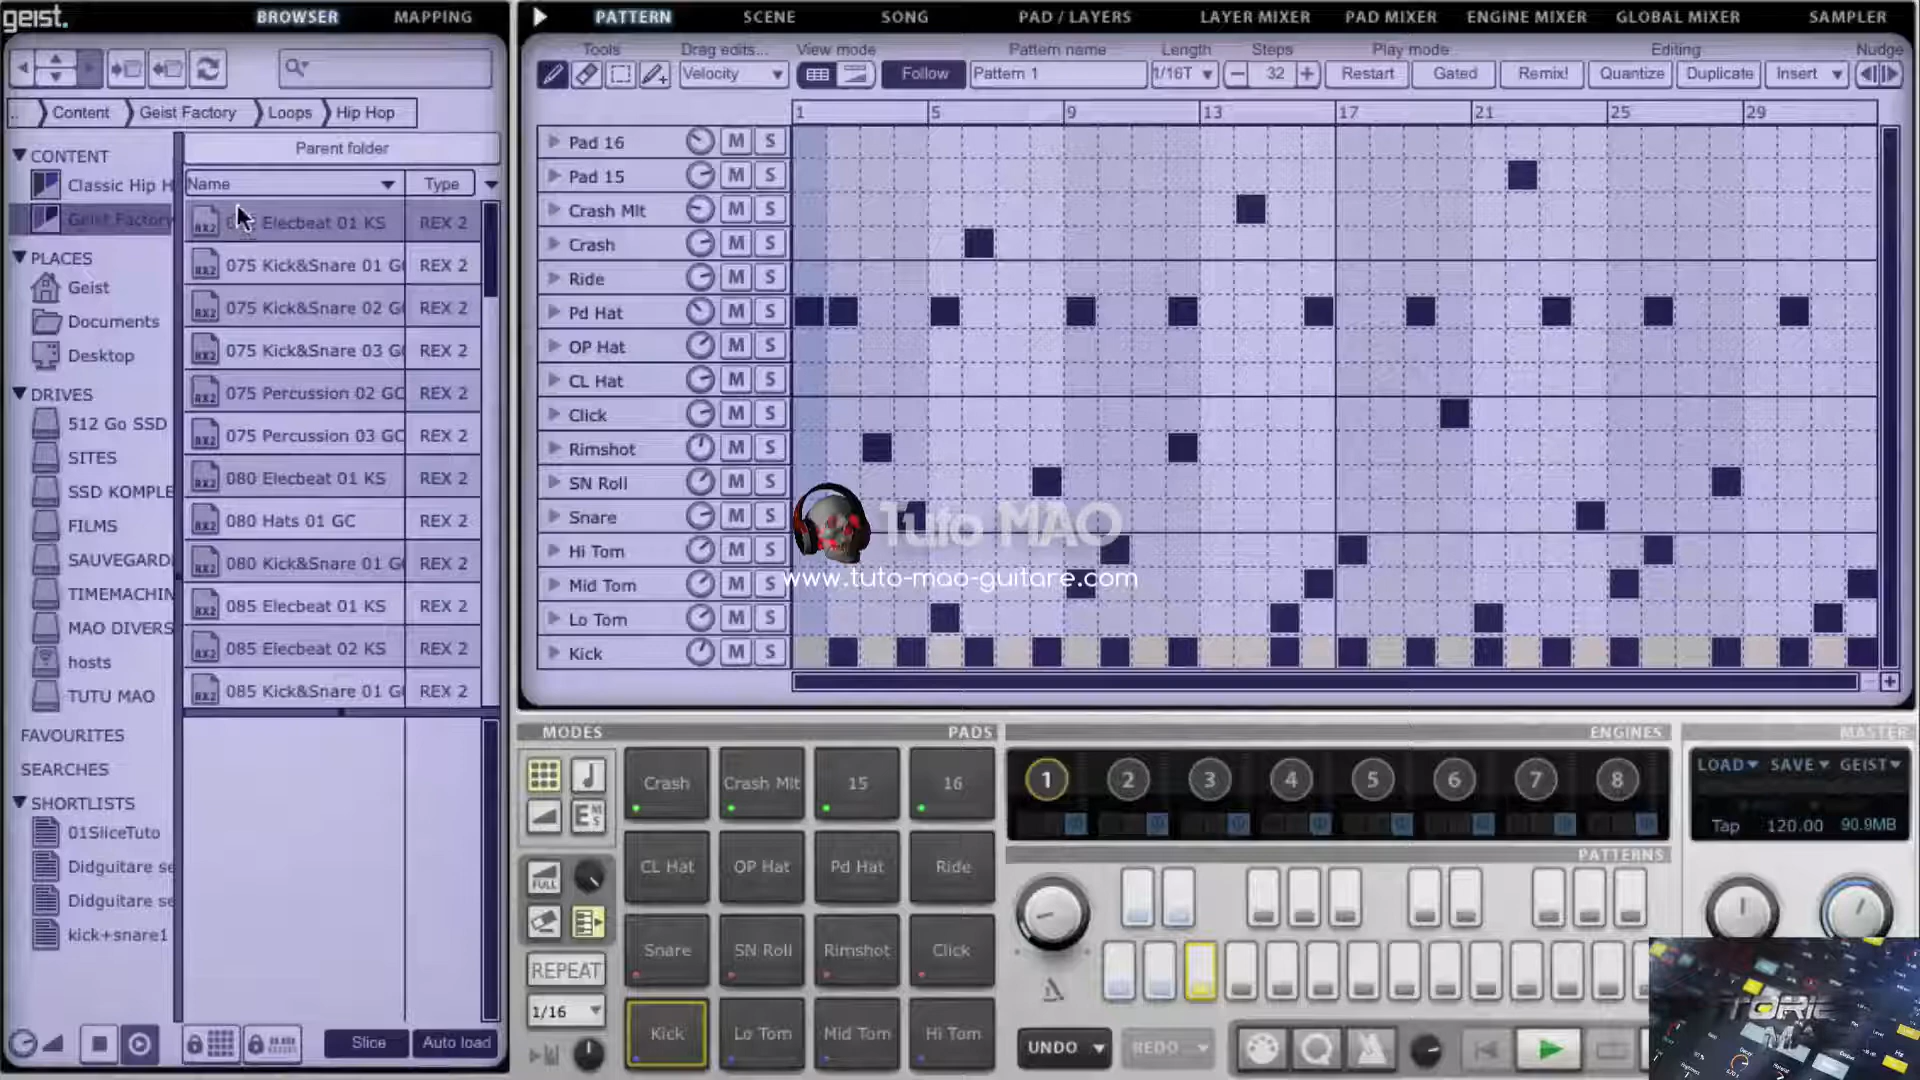 geist.
BROWSER MAPPING
PATTERN SCENE SONG PAD / LAYERS LAYER MIXER PAD MIXER ENGINE MIXER GLOBAL MIXER SAMPLER
Tools Drag edits... View mode Pattern name Length Steps Play mode Editing Nudge
Velocity Follow Pattern 1 1/16T 32 Restart Gated Remix! Quantize Duplicate Insert
.. Content Geist Factory Loops Hip Hop
1 5 9 13 17 21 25 29
CONTENT
Classic Hip H
Geist Factory
PLACES
Geist
Documents
Desktop
DRIVES
512 Go SSD
SITES
SSD KOMPLE
FILMS
SAUVEGARD
TIMEMACHIN
MAO DIVERS
hosts
TUTU MAO
FAVOURITES
SEARCHES
SHORTLISTS
01SliceTuto
Didguitare se
Didguitare se
kick+snare1
Parent folder
Name Type
Elecbeat 01 KS REX 2
075 Kick&Snare 01 G REX 2
075 Kick&Snare 02 G REX 2
075 Kick&Snare 03 G REX 2
075 Percussion 02 GC REX 2
075 Percussion 03 GC REX 2
080 Elecbeat 01 KS REX 2
080 Hats 01 GC REX 2
080 Kick&Snare 01 G REX 2
085 Elecbeat 01 KS REX 2
085 Elecbeat 02 KS REX 2
085 Kick&Snare 01 G REX 2
Pad 16 M S
Pad 15 M S
Crash Mlt M S
Crash M S
Ride M S
Pd Hat M S
OP Hat M S
CL Hat M S
Click M S
Rimshot M S
SN Roll M S
Snare M S
Hi Tom M S
Mid Tom M S
Lo Tom M S
Kick M S
Tuto MAO
www.tuto-mao-guitare.com
MODES PADS ENGINES MASTER
Crash Crash Mlt 15 16
CL Hat OP Hat Pd Hat Ride
Snare SN Roll Rimshot Click
Kick Lo Tom Mid Tom Hi Tom
FULL
REPEAT
1/16
1 2 3 4 5 6 7 8
LOAD SAVE GEIST
Tap 120.00 90.9MB
PATTERNS
UNDO REDO
Slice Auto load